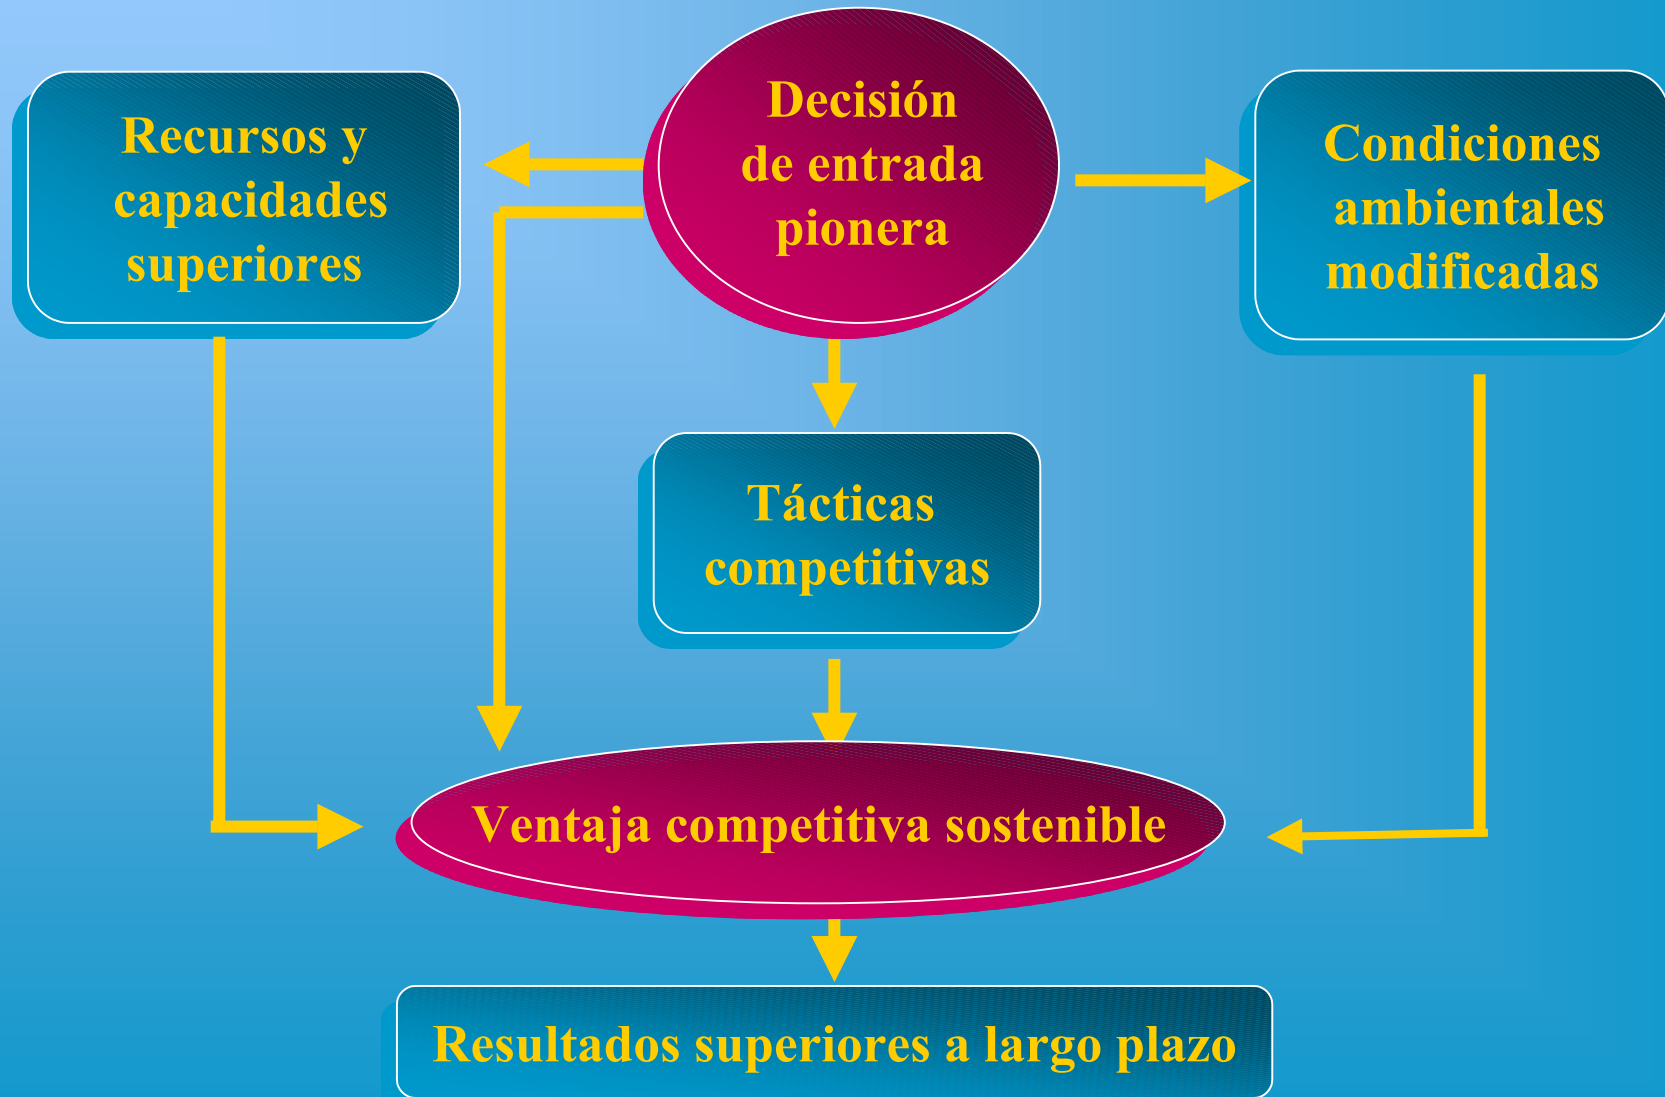 Decisión
de entrada
pionera
Recursos y
capacidades
superiores
Condiciones
ambientales
modificadas
Tácticas
competitivas
Ventaja competitiva sostenible
Resultados superiores a largo plazo